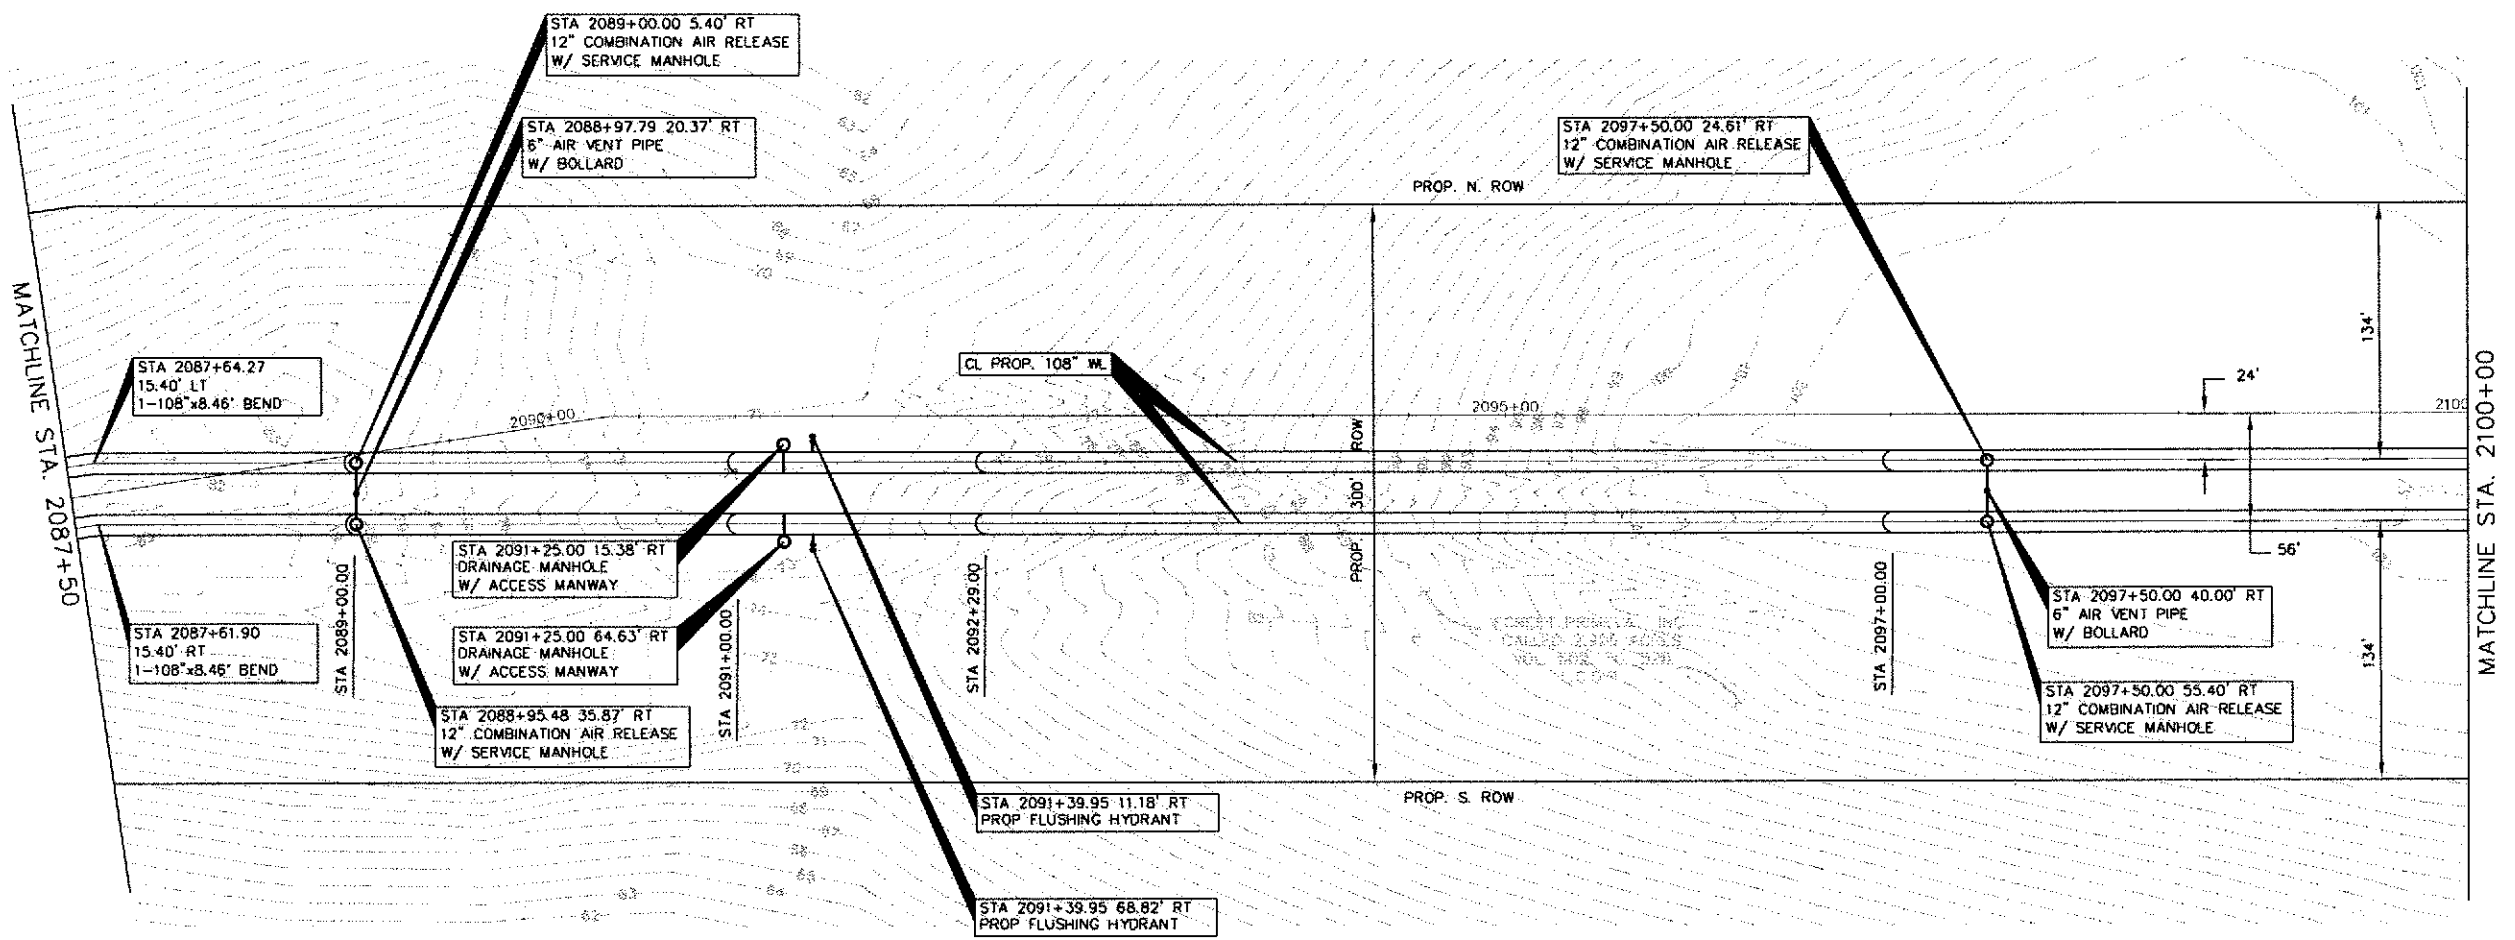 STA 2089+00.00 5.40' RT
12" COMBINATION AIR RELEASE
W/ SERVICE MANHOLE
STA 2088+97.79 20.37' RT
6" AIR VENT PIPE
W/ BOLLARD
STA 2097+50.00 24.61' RT
12" COMBINATION AIR RELEASE
W/ SERVICE MANHOLE
PROP. N. ROW
MATCHLINE STA. 2087+50
STA 2087+64.27
15.40' LT
1-108"x8.46' BEND
CL PROP. 108" WL
134'
24'
2090+00
71
2095+00
2100
MATCHLINE STA. 2100+00
PROP 300' ROW
STA 2091+25.00 15.38' RT
DRAINAGE MANHOLE
W/ ACCESS MANWAY
56'
STA 2089+00.00
STA 2091+00.00
STA 2092+29.00
STA 2097+00.00
STA 2097+50.00 40.00' RT
6" AIR VENT PIPE
W/ BOLLARD
STA 2087+61.90
15.40' RT
1-108"x8.46' BEND
STA 2091+25.00 64.63' RT
DRAINAGE MANHOLE
W/ ACCESS MANWAY
134'
STA 2088+95.48 35.87' RT
12" COMBINATION AIR RELEASE
W/ SERVICE MANHOLE
STA 2097+50.00 55.40' RT
12" COMBINATION AIR RELEASE
W/ SERVICE MANHOLE
72
72
71
70
STA 2091+39.95 11.18' RT
PROP FLUSHING HYDRANT
PROP. S. ROW
63
62
64
STA 2091+39.95 68.82' RT
PROP FLUSHING HYDRANT